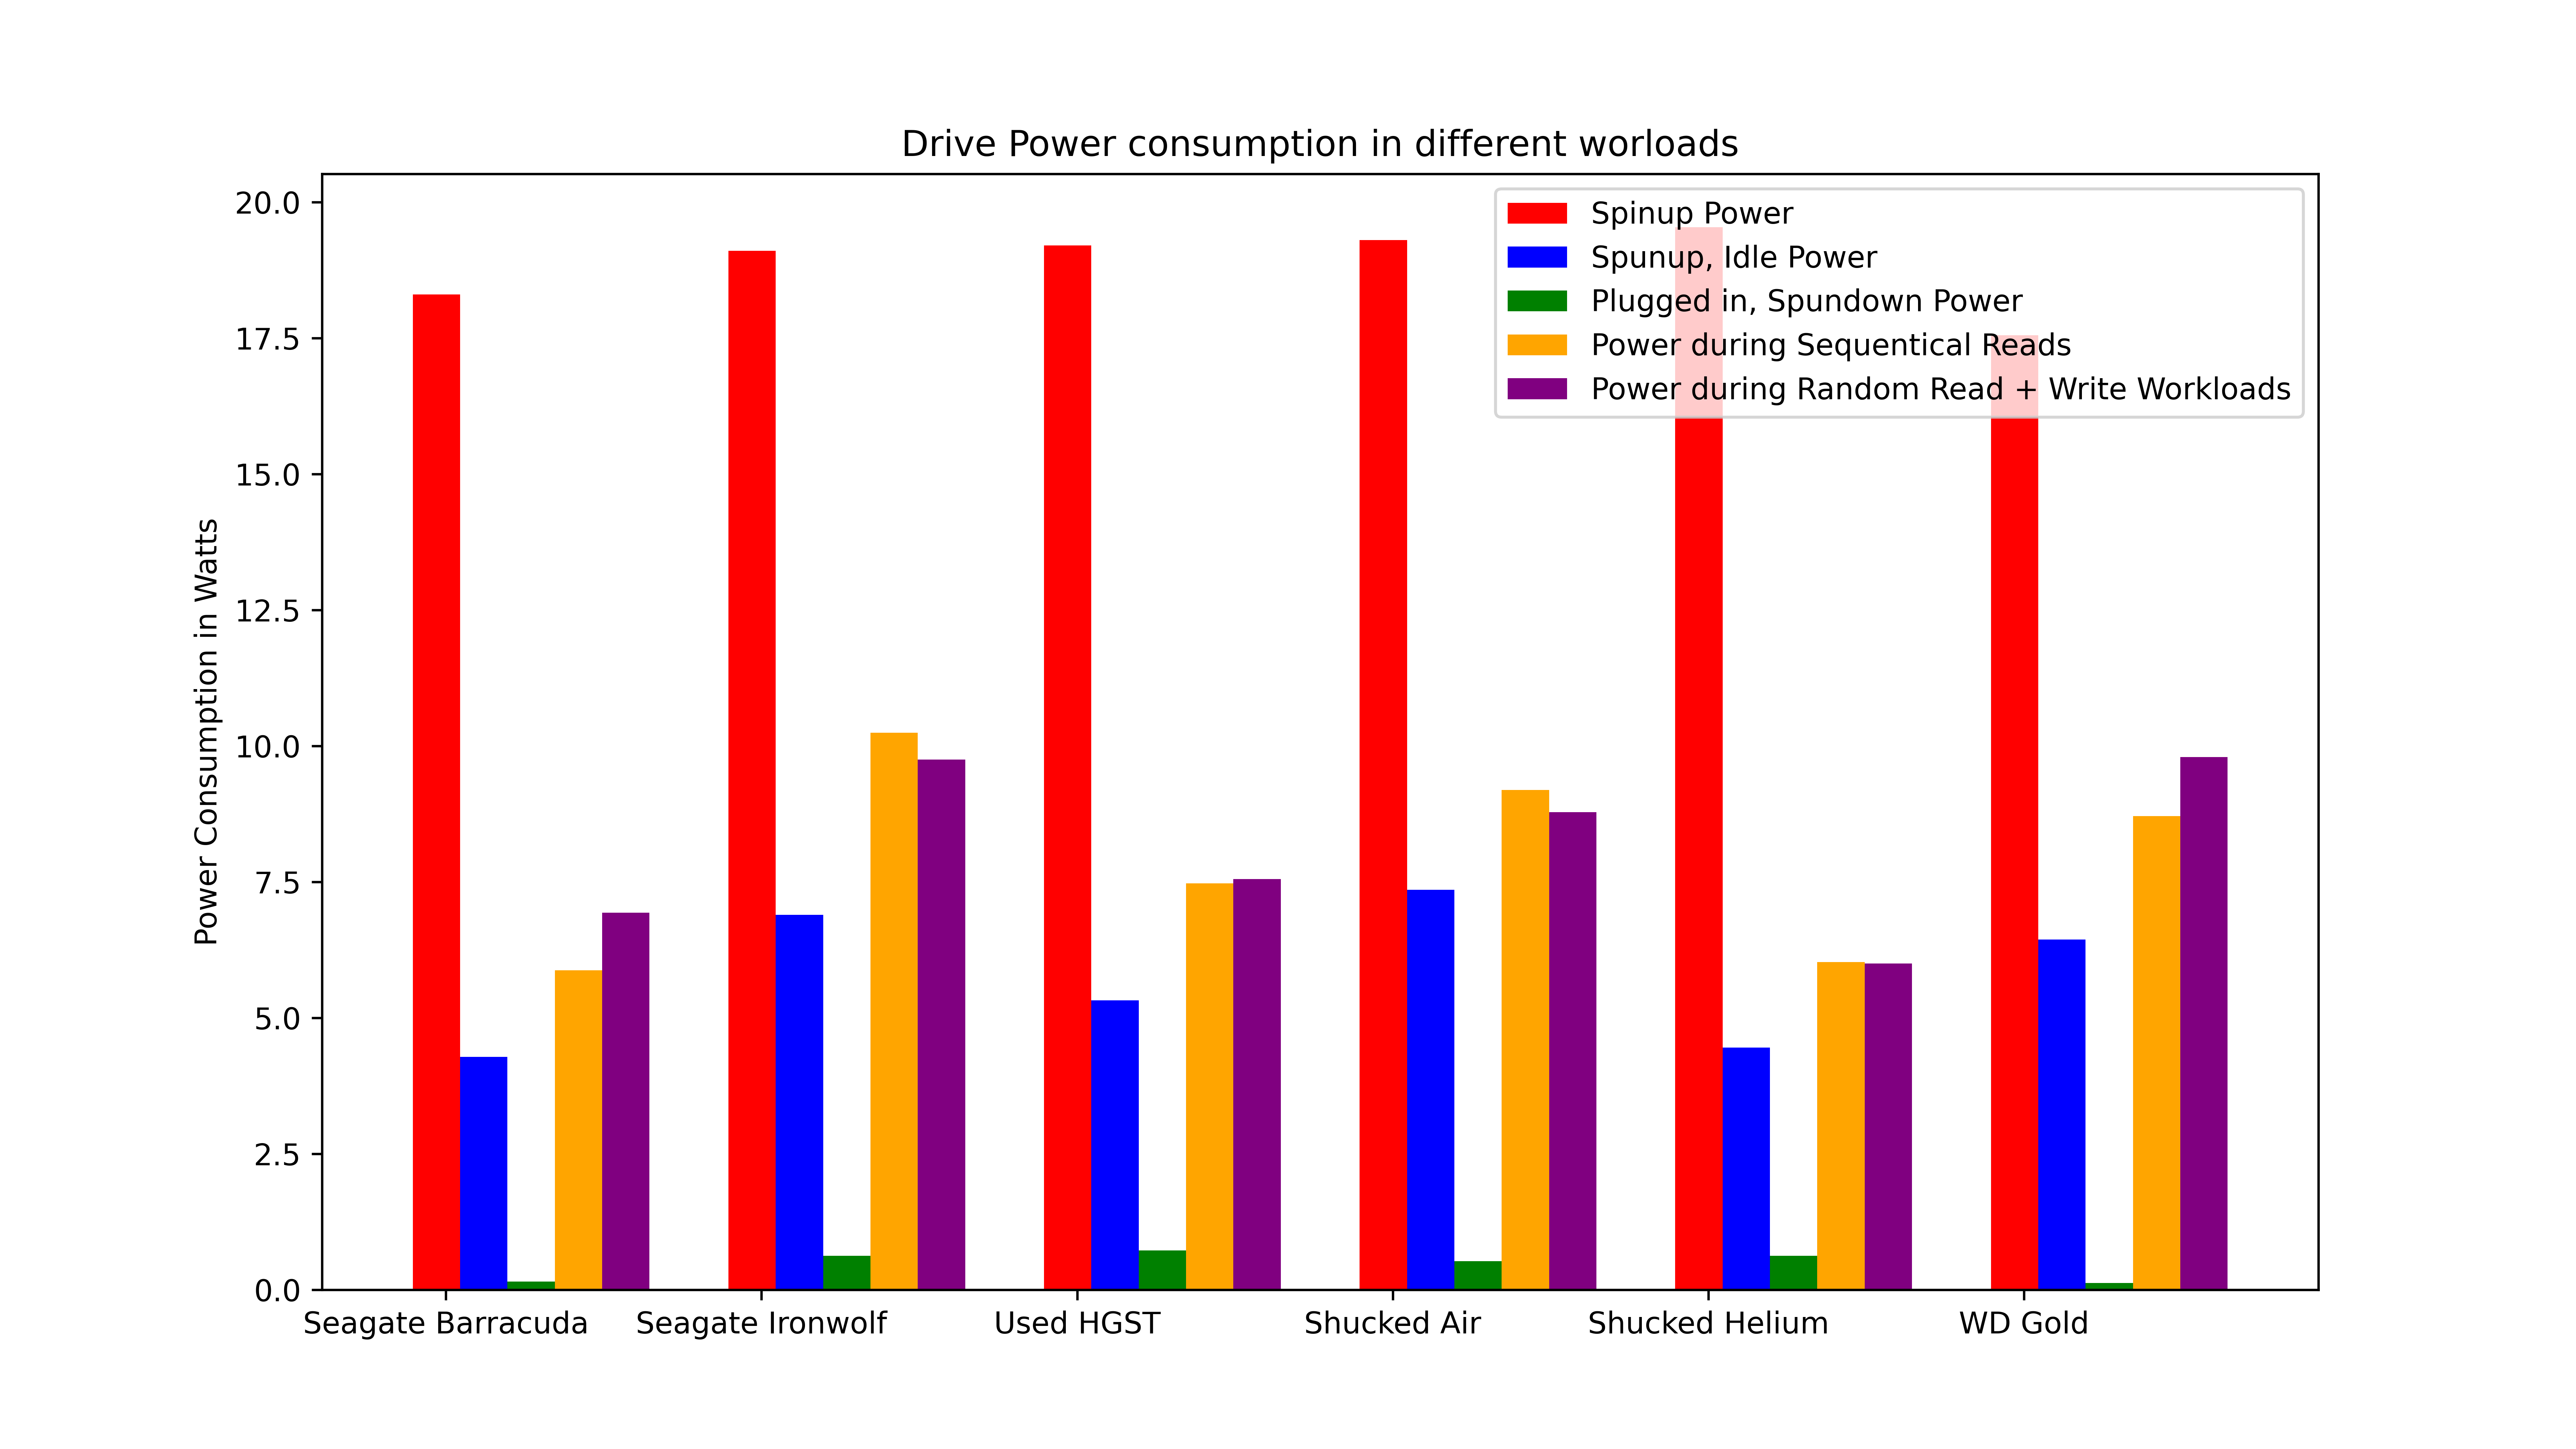 Drive Power consumption in different worloads
Spinup Power
Spunup, Idle Power
Plugged in, Spundown Power
Power during Sequentical Reads
Power during Random Read + Write Workloads
Power Consumption in Watts
20.0
17.5
15.0
12.5
10.0
7.5
5.0
2.5
0.0
Seagate Barracuda Seagate Ironwolf Used HGST Shucked Air Shucked Helium WD Gold